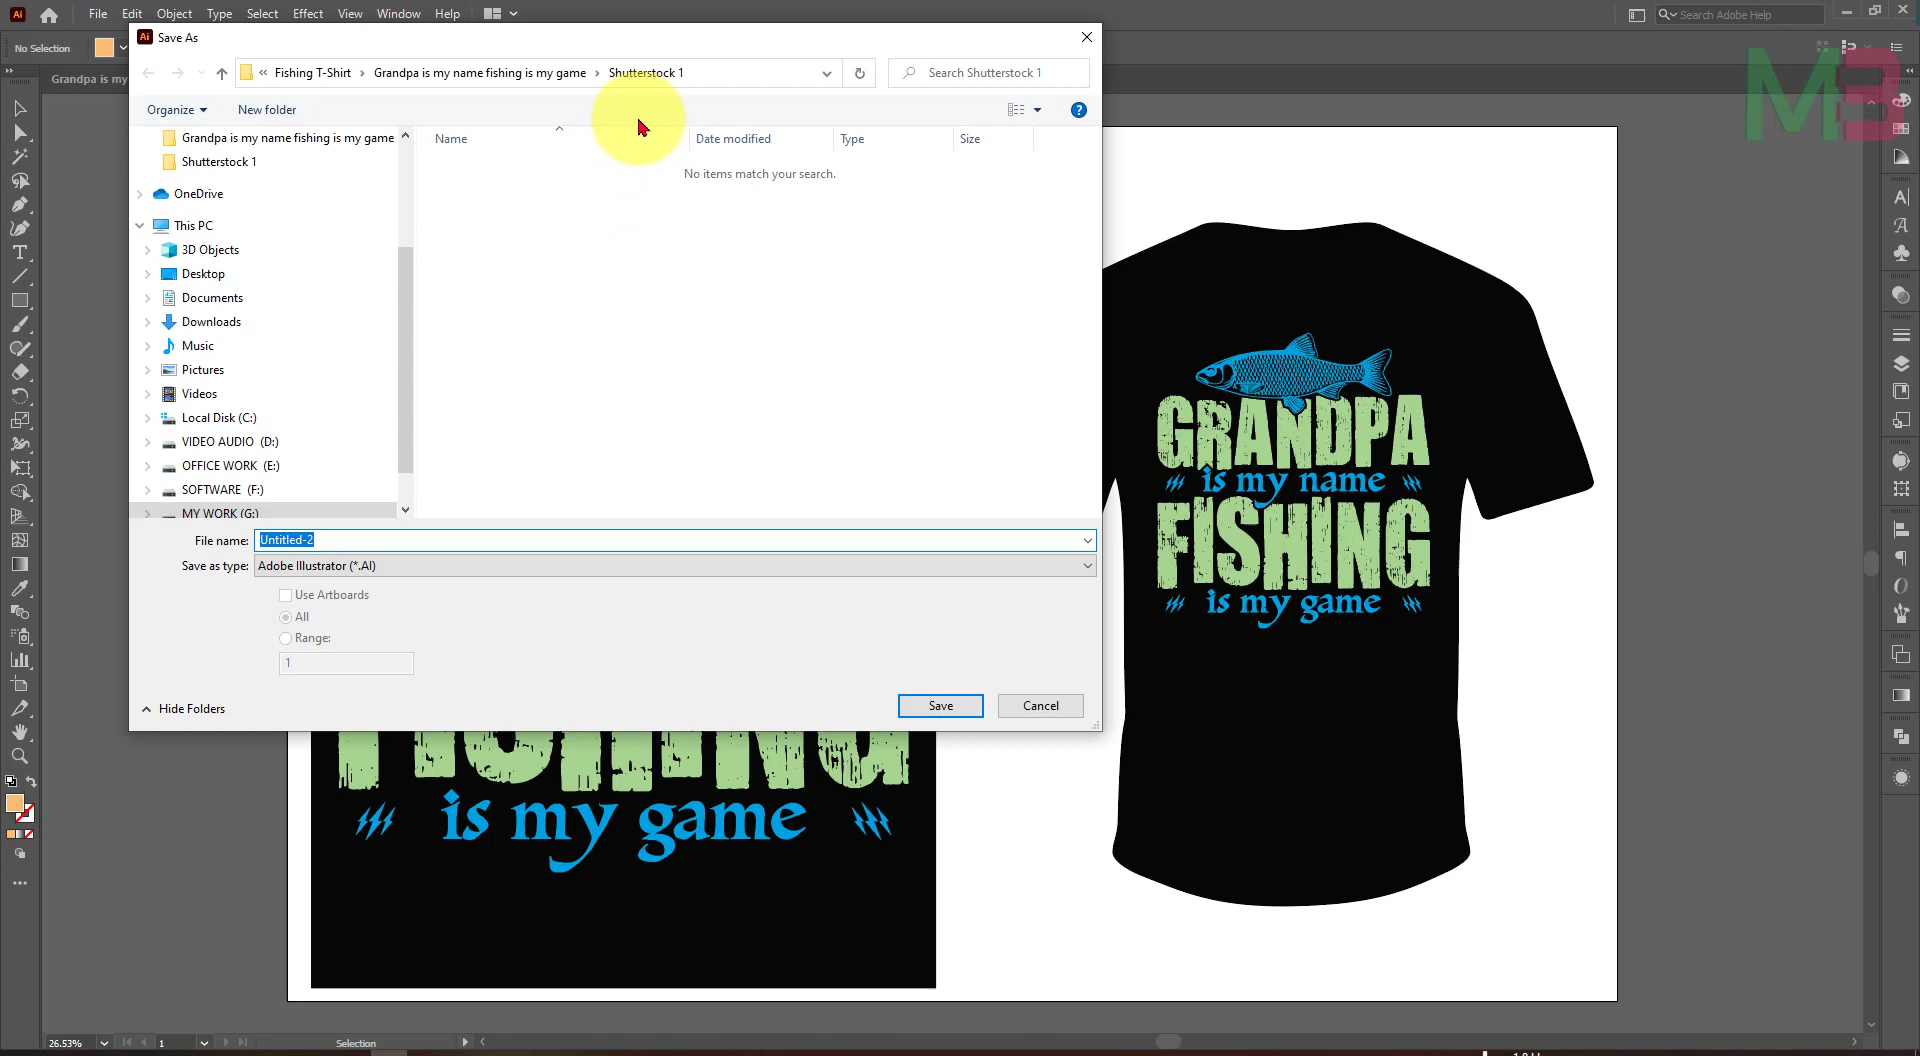 Ai File Edit Object Type Select Effect View Window Help
Search Adobe Help
No Selection
Grandpa is my
Ai Save As
« Fishing T-Shirt › Grandpa is my name fishing is my game › Shutterstock 1
Search Shutterstock 1
Organize New folder
Name Date modified Type Size
No items match your search.
Grandpa is my name fishing is my game
Shutterstock 1
OneDrive
This PC
3D Objects
Desktop
Documents
Downloads
Music
Pictures
Videos
Local Disk (C:)
VIDEO AUDIO (D:)
OFFICE WORK (E:)
SOFTWARE (F:)
MY WORK (G:)
File name: Untitled-2
Save as type: Adobe Illustrator (*.AI)
Use Artboards
All
Range:
1
Hide Folders
Save Cancel
MB
GRANDPA
is my name
FISHING
is my game
FISHING
is my game
26.53% 1 Selection